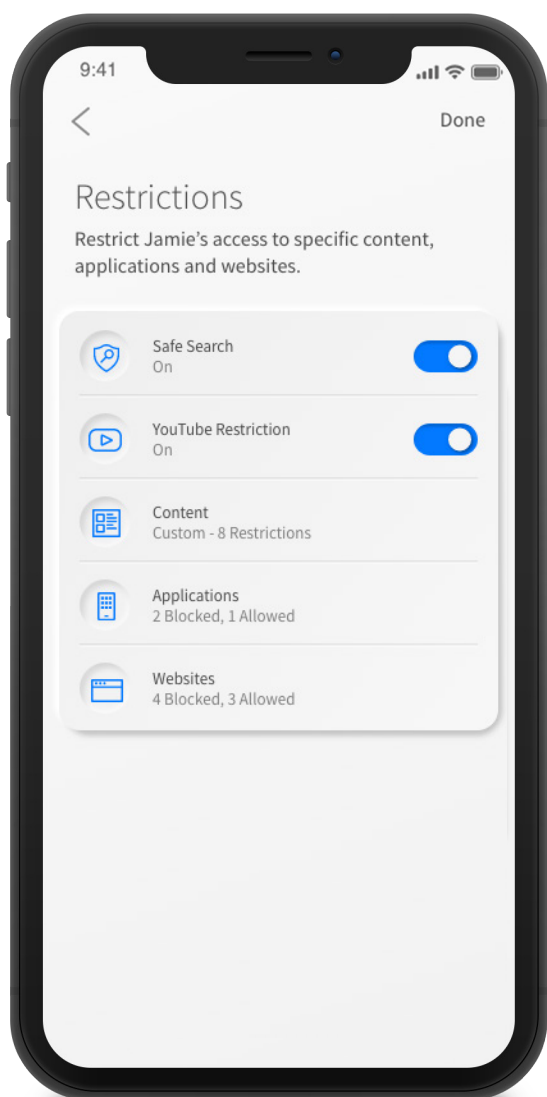 9:41
Done
Restrictions
Restrict Jamie's access to specific content,
applications and websites.
Safe Search
On
YouTube Restriction
On
Content
Custom - 8 Restrictions
Applications
2 Blocked, 1 Allowed
Websites
4 Blocked, 3 Allowed